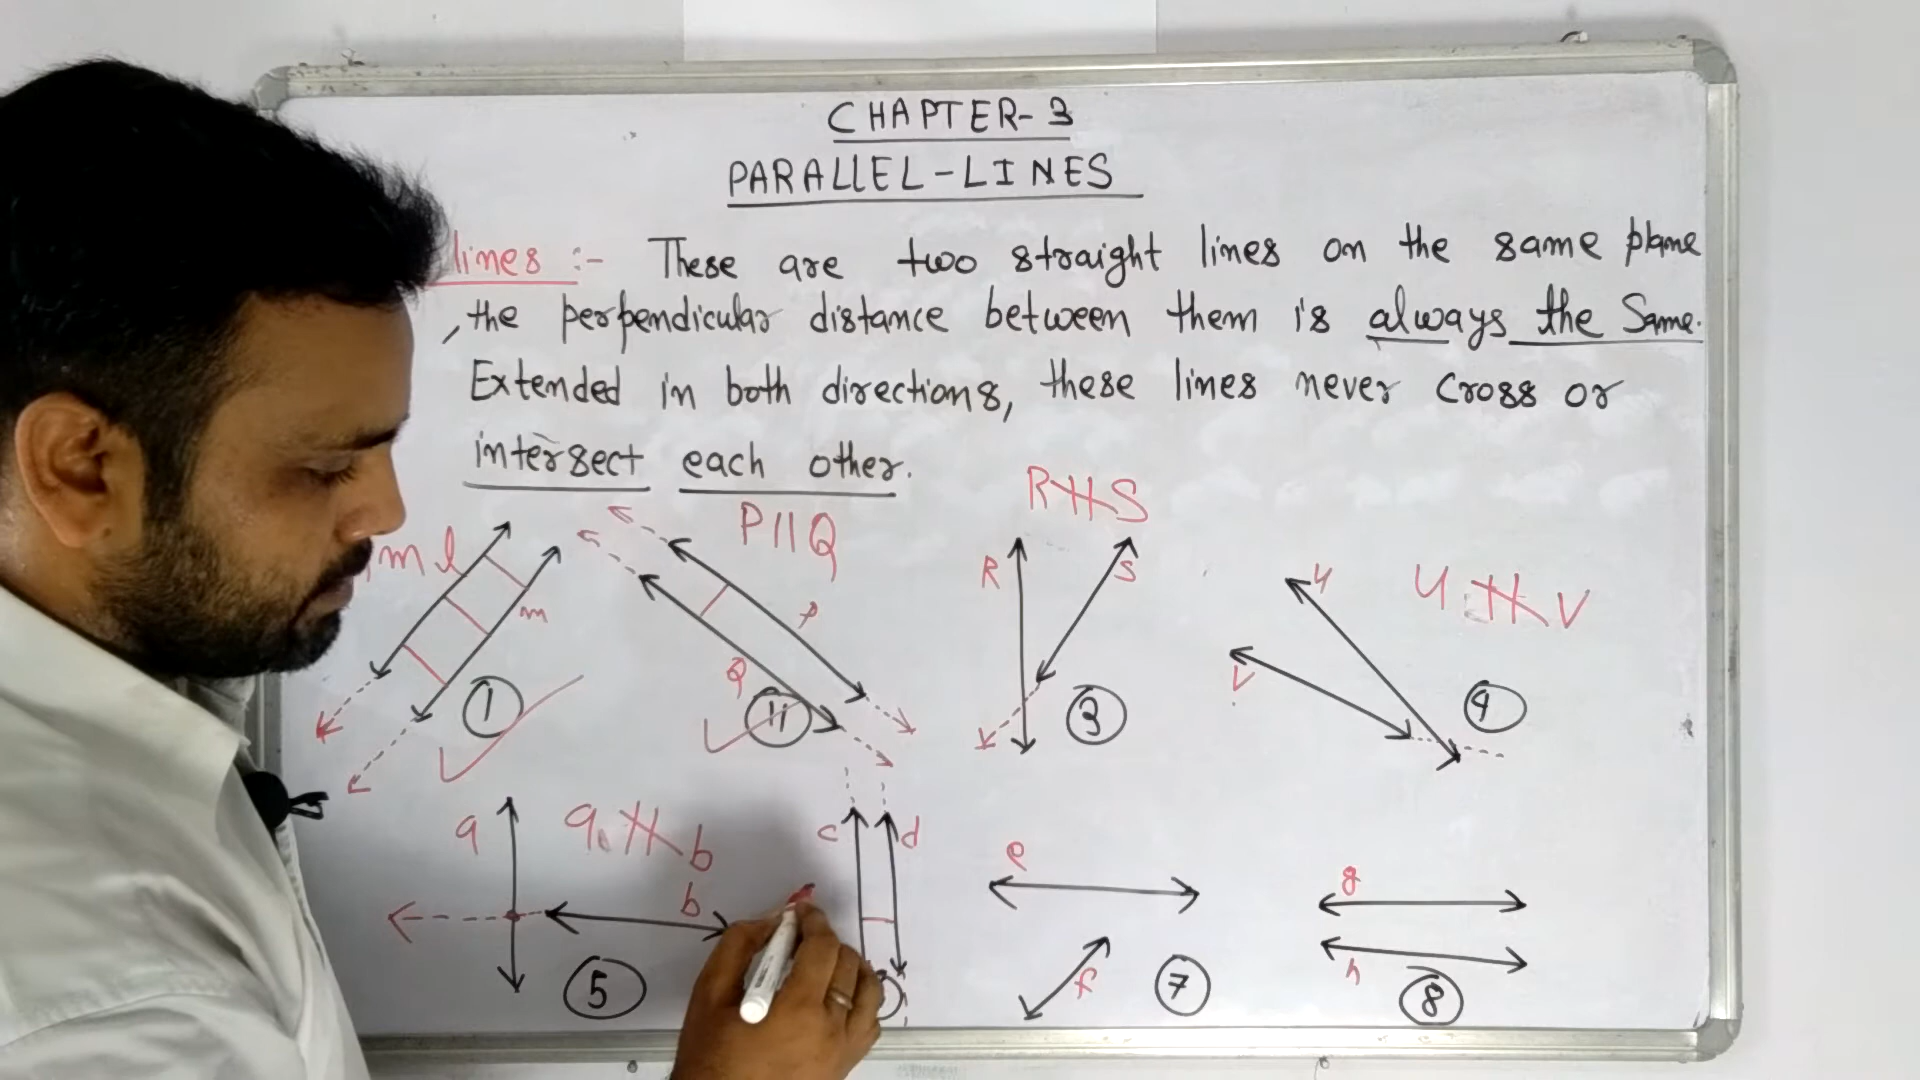 CHAPTER-3
PARALLEL-LINES
lines :- These are two straight lines on the same plane
, the perpendicular distance between them is always the Same.
Extended in both directions, these lines never cross or
intersect each other.
m l
m
1
P∥Q
P
Q
11
R∦S
R
S
3
u ∦ v
u
v
4
a ∦ b
a
b
5
c d
e
f
7
g
h
8